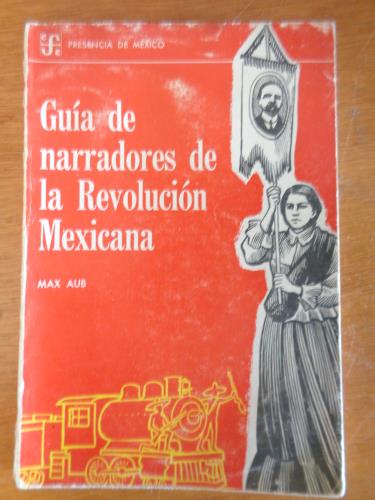 PRESENCIA DE MÉXICO
Guía de
narradores de
la Revolución
Mexicana
MAX AUB